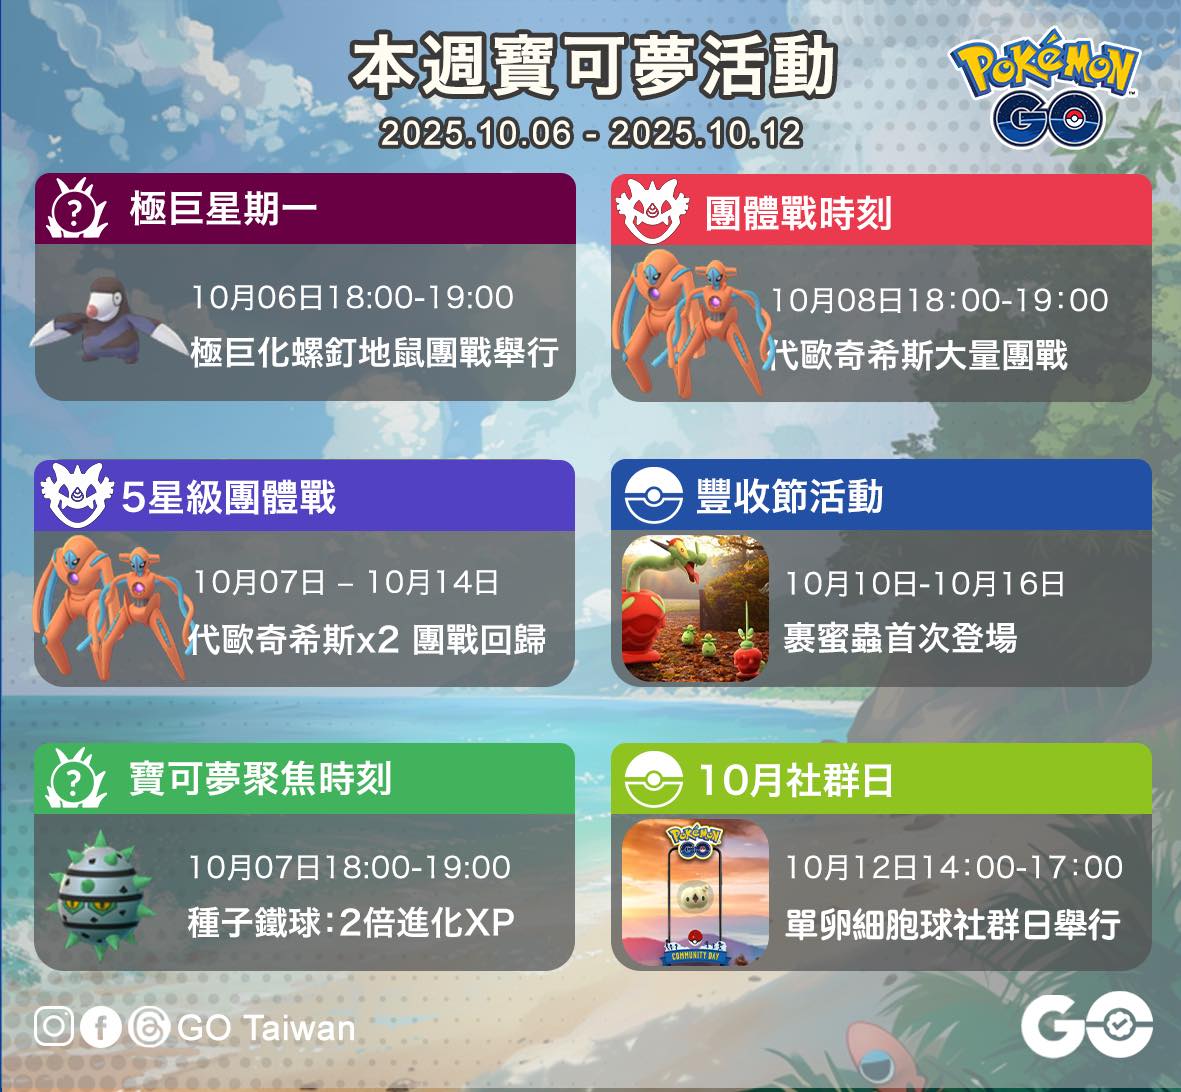 本週寶可夢活動
POKÉMON
GO
2025.10.06 - 2025.10.12
極巨星期一
10月06日18:00-19:00
極巨化螺釘地鼠團戰舉行
團體戰時刻
10月08日18:00-19:00
代歐奇希斯大量團戰
5星級團體戰
10月07日 – 10月14日
代歐奇希斯x2 團戰回歸
豐收節活動
10月10日-10月16日
裹蜜蟲首次登場
寶可夢聚焦時刻
10月07日18:00-19:00
種子鐵球:2倍進化XP
10月社群日
POKÉMON
GO
COMMUNITY DAY
10月12日14:00-17:00
單卵細胞球社群日舉行
GO Taiwan
GO